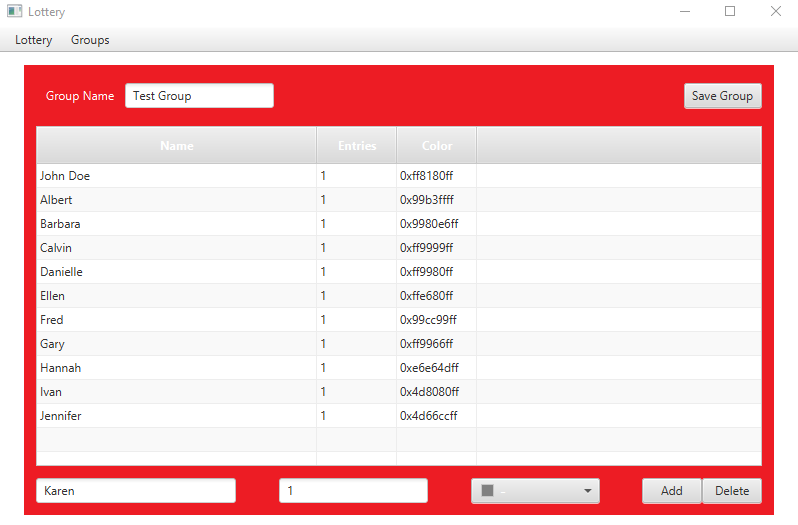 Lottery
Lottery Groups
Group Name Test Group Save Group
Name Entries Color
John Doe 1 0xff8180ff
Albert 1 0x99b3ffff
Barbara 1 0x9980e6ff
Calvin 1 0xff9999ff
Danielle 1 0xff9980ff
Ellen 1 0xffe680ff
Fred 1 0x99cc99ff
Gary 1 0xff9966ff
Hannah 1 0xe6e64dff
Ivan 1 0x4d8080ff
Jennifer 1 0x4d66ccff
Karen 1 - Add Delete